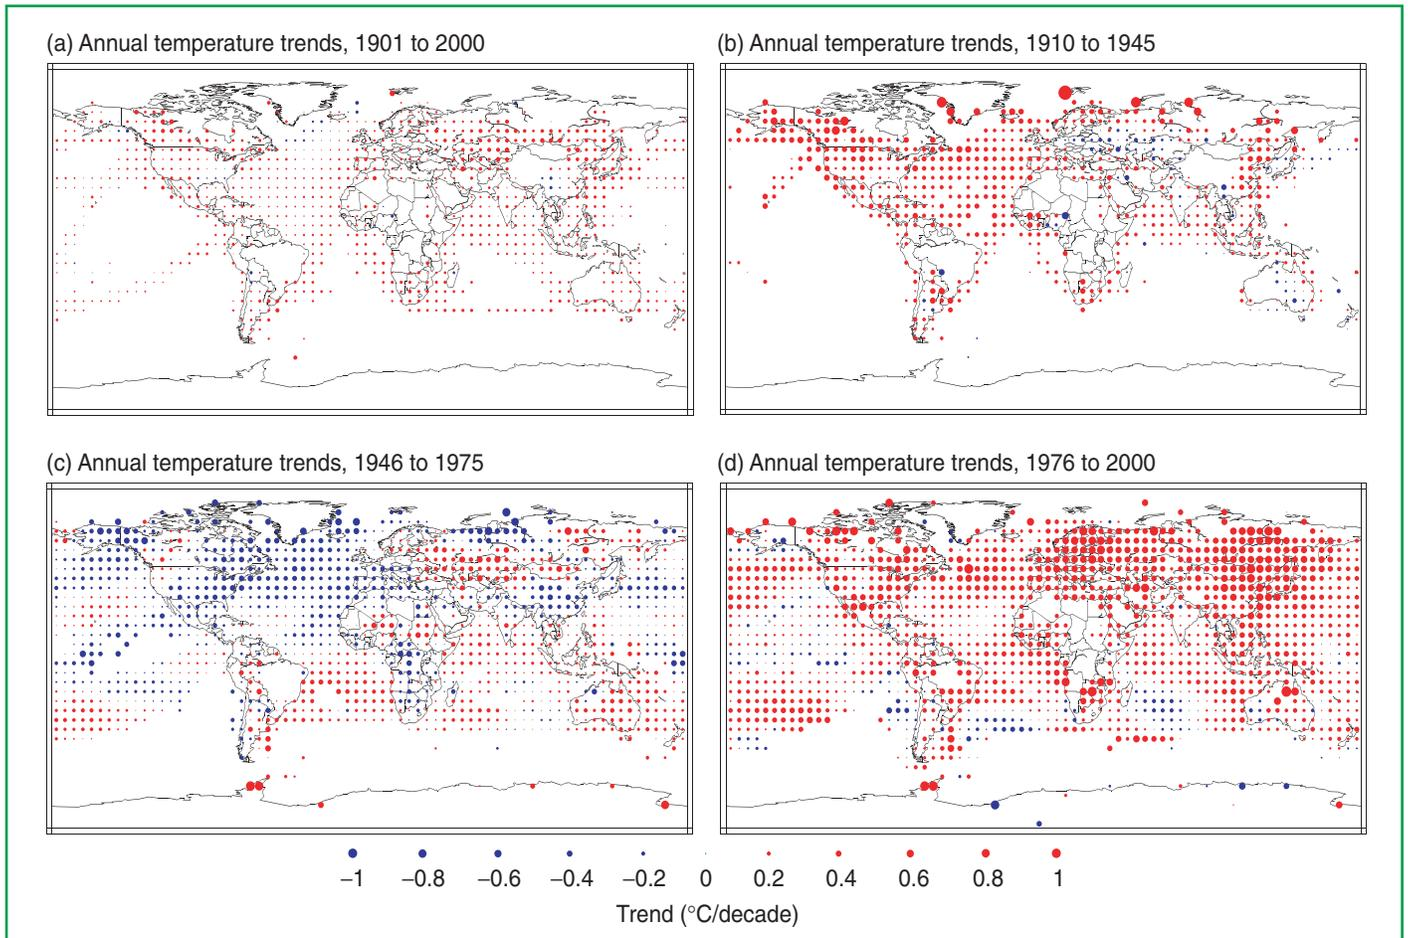 (a) Annual temperature trends, 1901 to 2000
(b) Annual temperature trends, 1910 to 1945
(c) Annual temperature trends, 1946 to 1975
(d) Annual temperature trends, 1976 to 2000
−1 −0.8 −0.6 −0.4 −0.2 0 0.2 0.4 0.6 0.8 1
Trend (°C/decade)